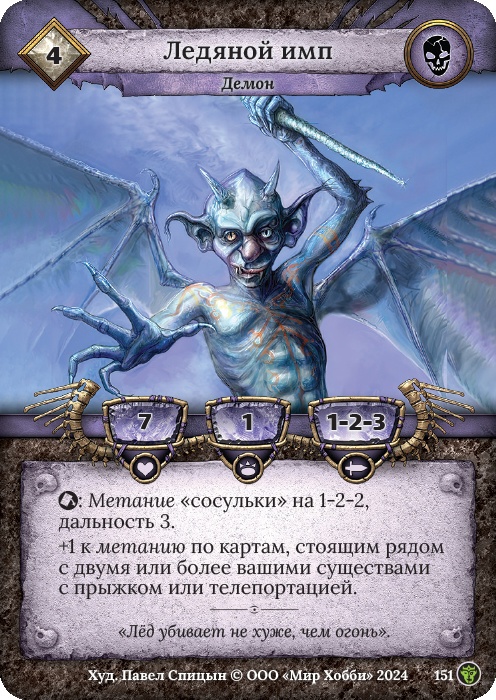 4
Ледяной имп
Демон
7
1
1-2-3
: Метание «сосульки» на 1-2-2,
дальность 3.
+1 к метанию по картам, стоящим рядом
с двумя или более вашими существами
с прыжком или телепортацией.
«Лёд убивает не хуже, чем огонь».
Худ. Павел Спицын © ООО «Мир Хобби» 2024
151